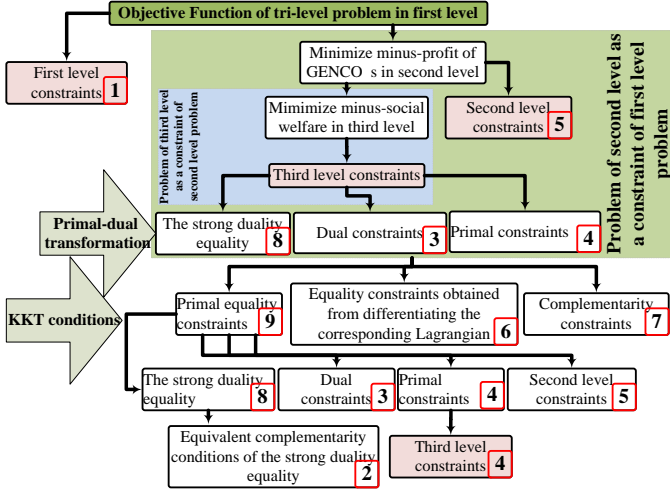 Objective Function of tri-level problem in first level
First level
constraints
1
Minimize minus-profit of
GENCO s in second level
Second level
constraints
5
Mimimize minus-social
welfare in third level
Problem of third level
as a constraint of
second level problem
Problem of second level as
a constraint of first level
problem
Third level constraints
Primal-dual
transformation
The strong duality
equality
8
Dual constraints
3
Primal constraints
4
KKT conditions
Primal equality
constraints
9
Equality constraints obtained
from differentiating the
corresponding Lagrangian
6
Complementarity
constraints
7
The strong duality
equality
8
Dual
constraints
3
Primal
constraints
4
Second level
constraints
5
Equivalent complementarity
conditions of the strong duality
equality
2
Third level
constraints
4